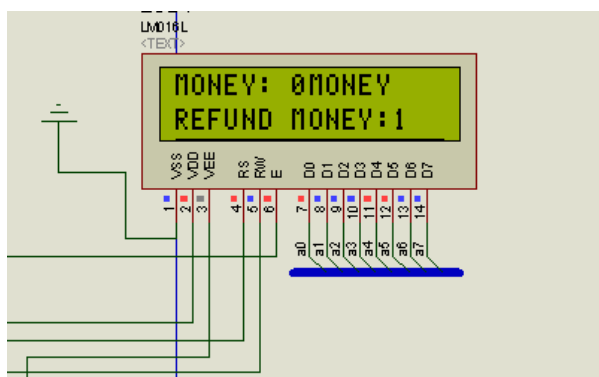 LM016L
<TEXT>
MONEY: 0MONEY
REFUND MONEY:1
VSS VDD VEE RS RW E D0 D1 D2 D3 D4 D5 D6 D7
1 2 3 4 5 6 7 8 9 10 11 12 13 14
a0 a1 a2 a3 a4 a5 a6 a7